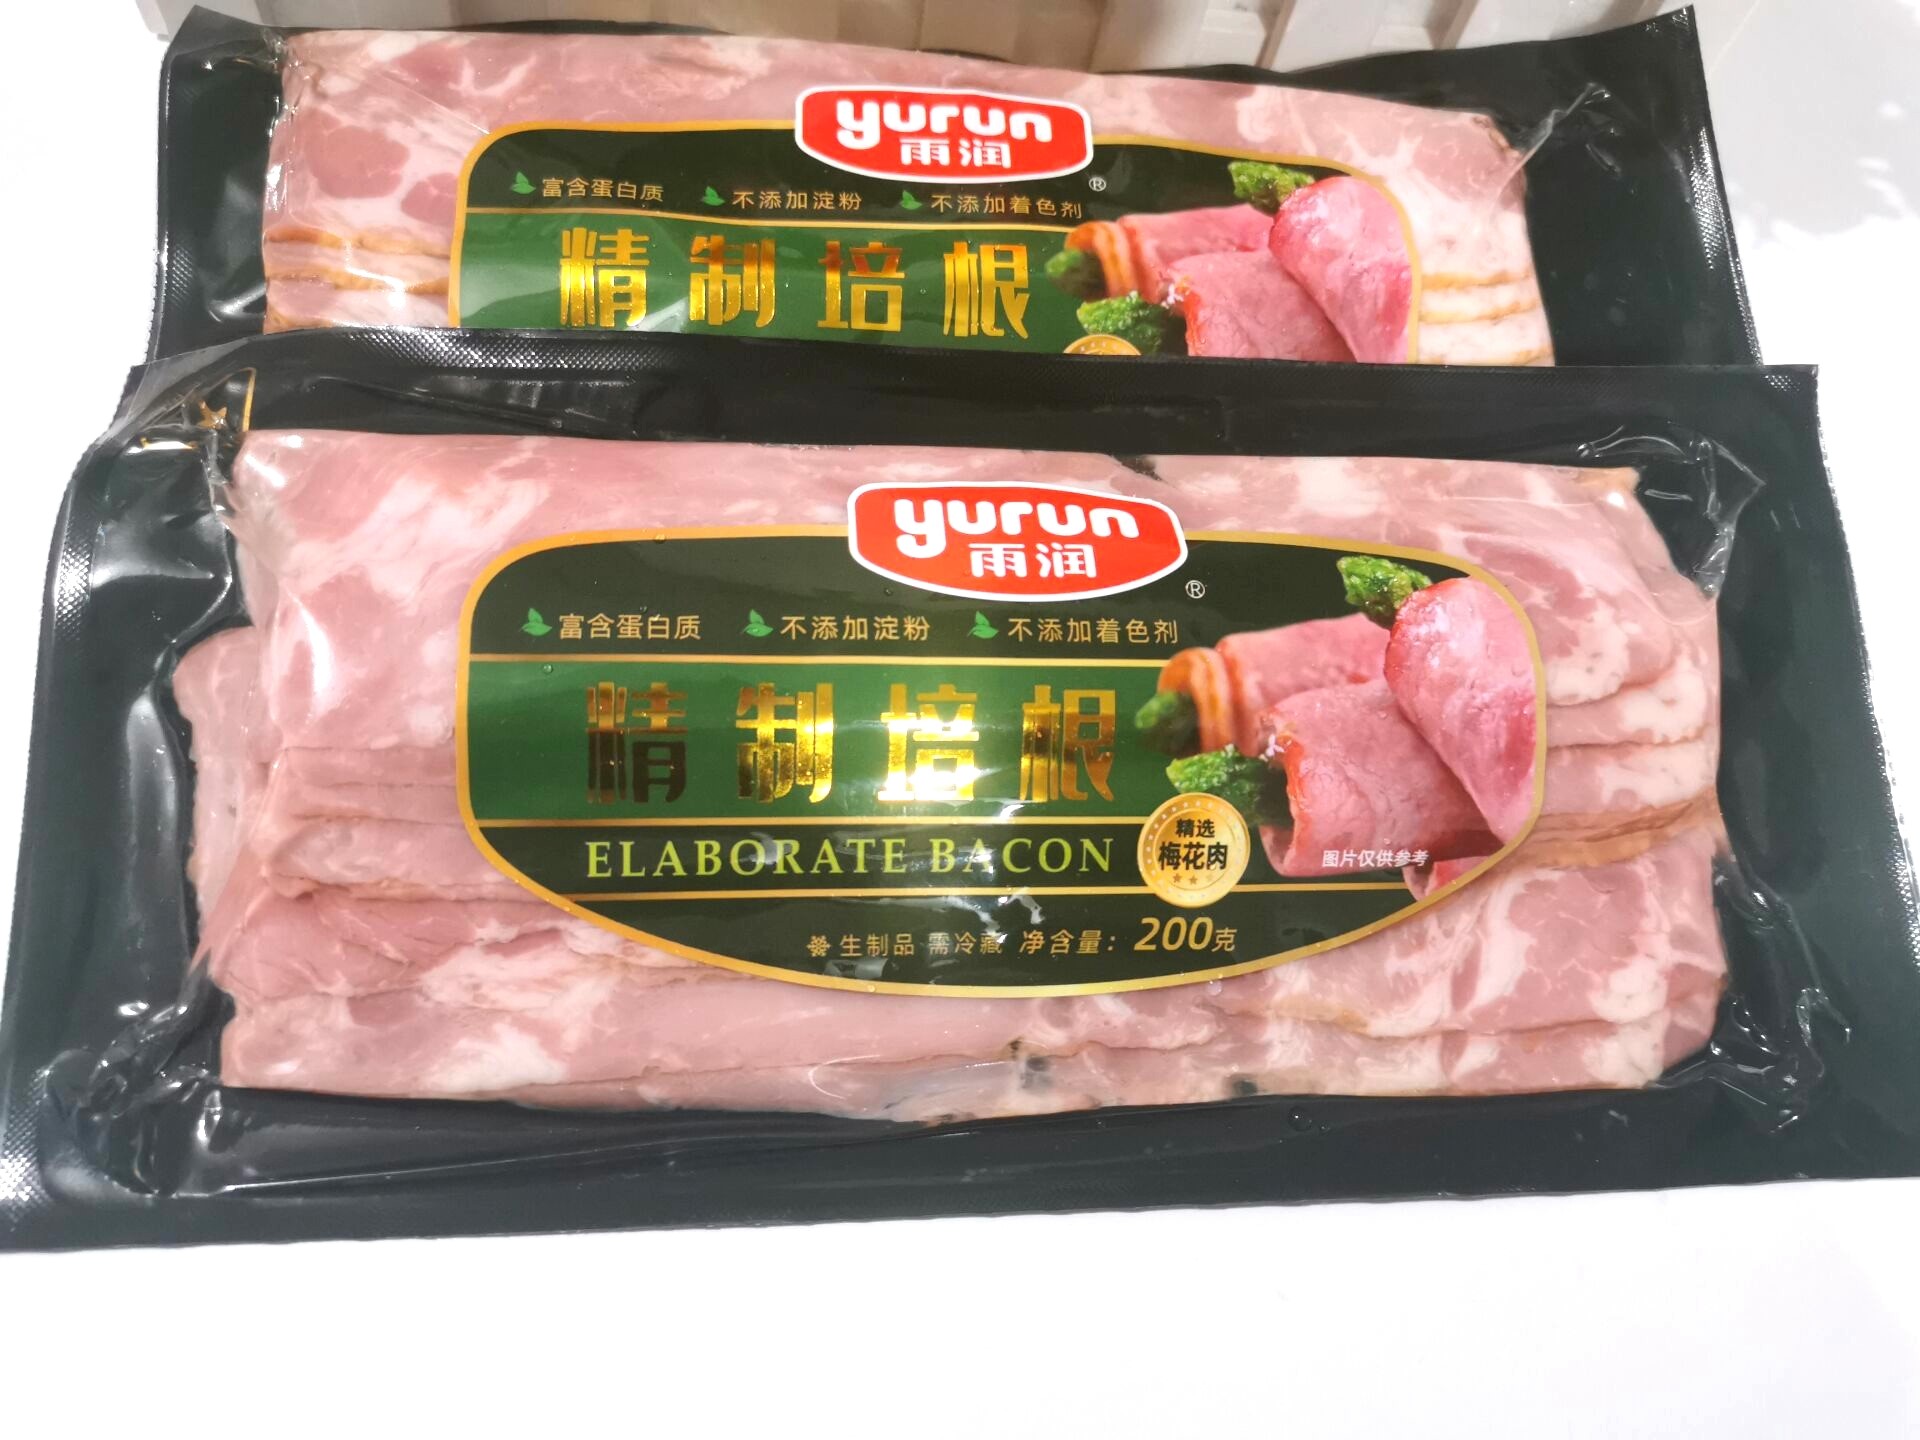 yurun
雨润
®
富含蛋白质 不添加淀粉 不添加着色剂
精制培根
yurun
雨润
®
富含蛋白质 不添加淀粉 不添加着色剂
精制培根
ELABORATE BACON
精选
梅花肉
图片仅供参考
生制品 需冷藏 净含量：200克